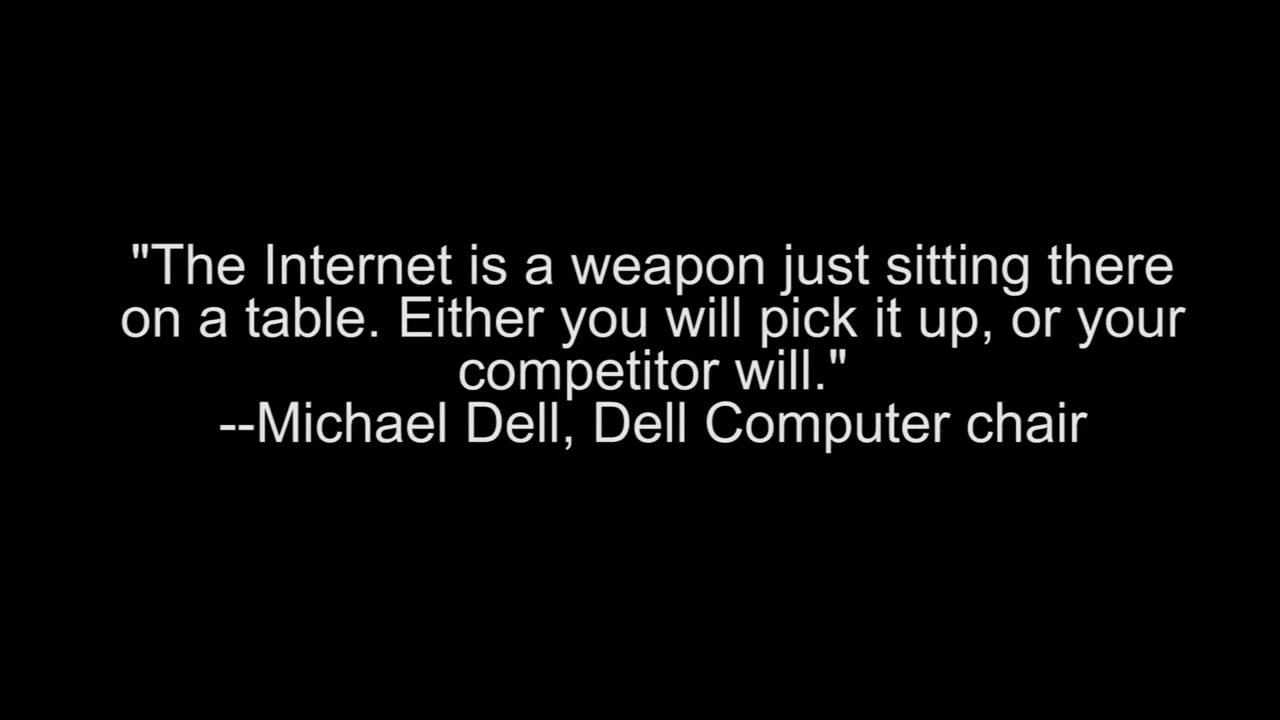 "The Internet is a weapon just sitting there
on a table. Either you will pick it up, or your
competitor will."
--Michael Dell, Dell Computer chair